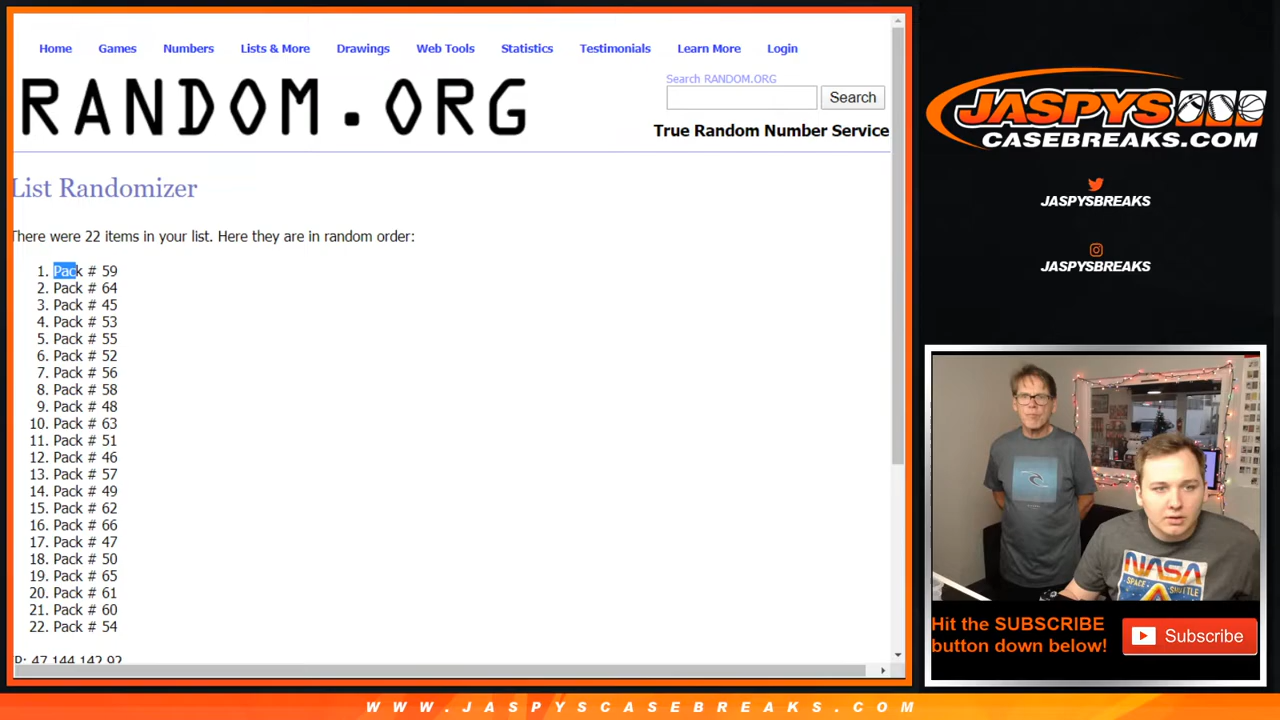 Home Games Numbers Lists & More Drawings Web Tools Statistics Testimonials Learn More Login
RANDOM.ORG
Search RANDOM.ORG
Search
True Random Number Service
List Randomizer
There were 22 items in your list. Here they are in random order:
1. Pack # 59
2. Pack # 64
3. Pack # 45
4. Pack # 53
5. Pack # 55
6. Pack # 52
7. Pack # 56
8. Pack # 58
9. Pack # 48
10. Pack # 63
11. Pack # 51
12. Pack # 46
13. Pack # 57
14. Pack # 49
15. Pack # 62
16. Pack # 66
17. Pack # 47
18. Pack # 50
19. Pack # 65
20. Pack # 61
21. Pack # 60
22. Pack # 54
IP: 47.144.142.92
JASPYS
CASEBREAKS.COM
JASPYSBREAKS
JASPYSBREAKS
NASA
SPACE SHUTTLE
Hit the SUBSCRIBE
button down below!
Subscribe
WWW.JASPYSCASEBREAKS.COM